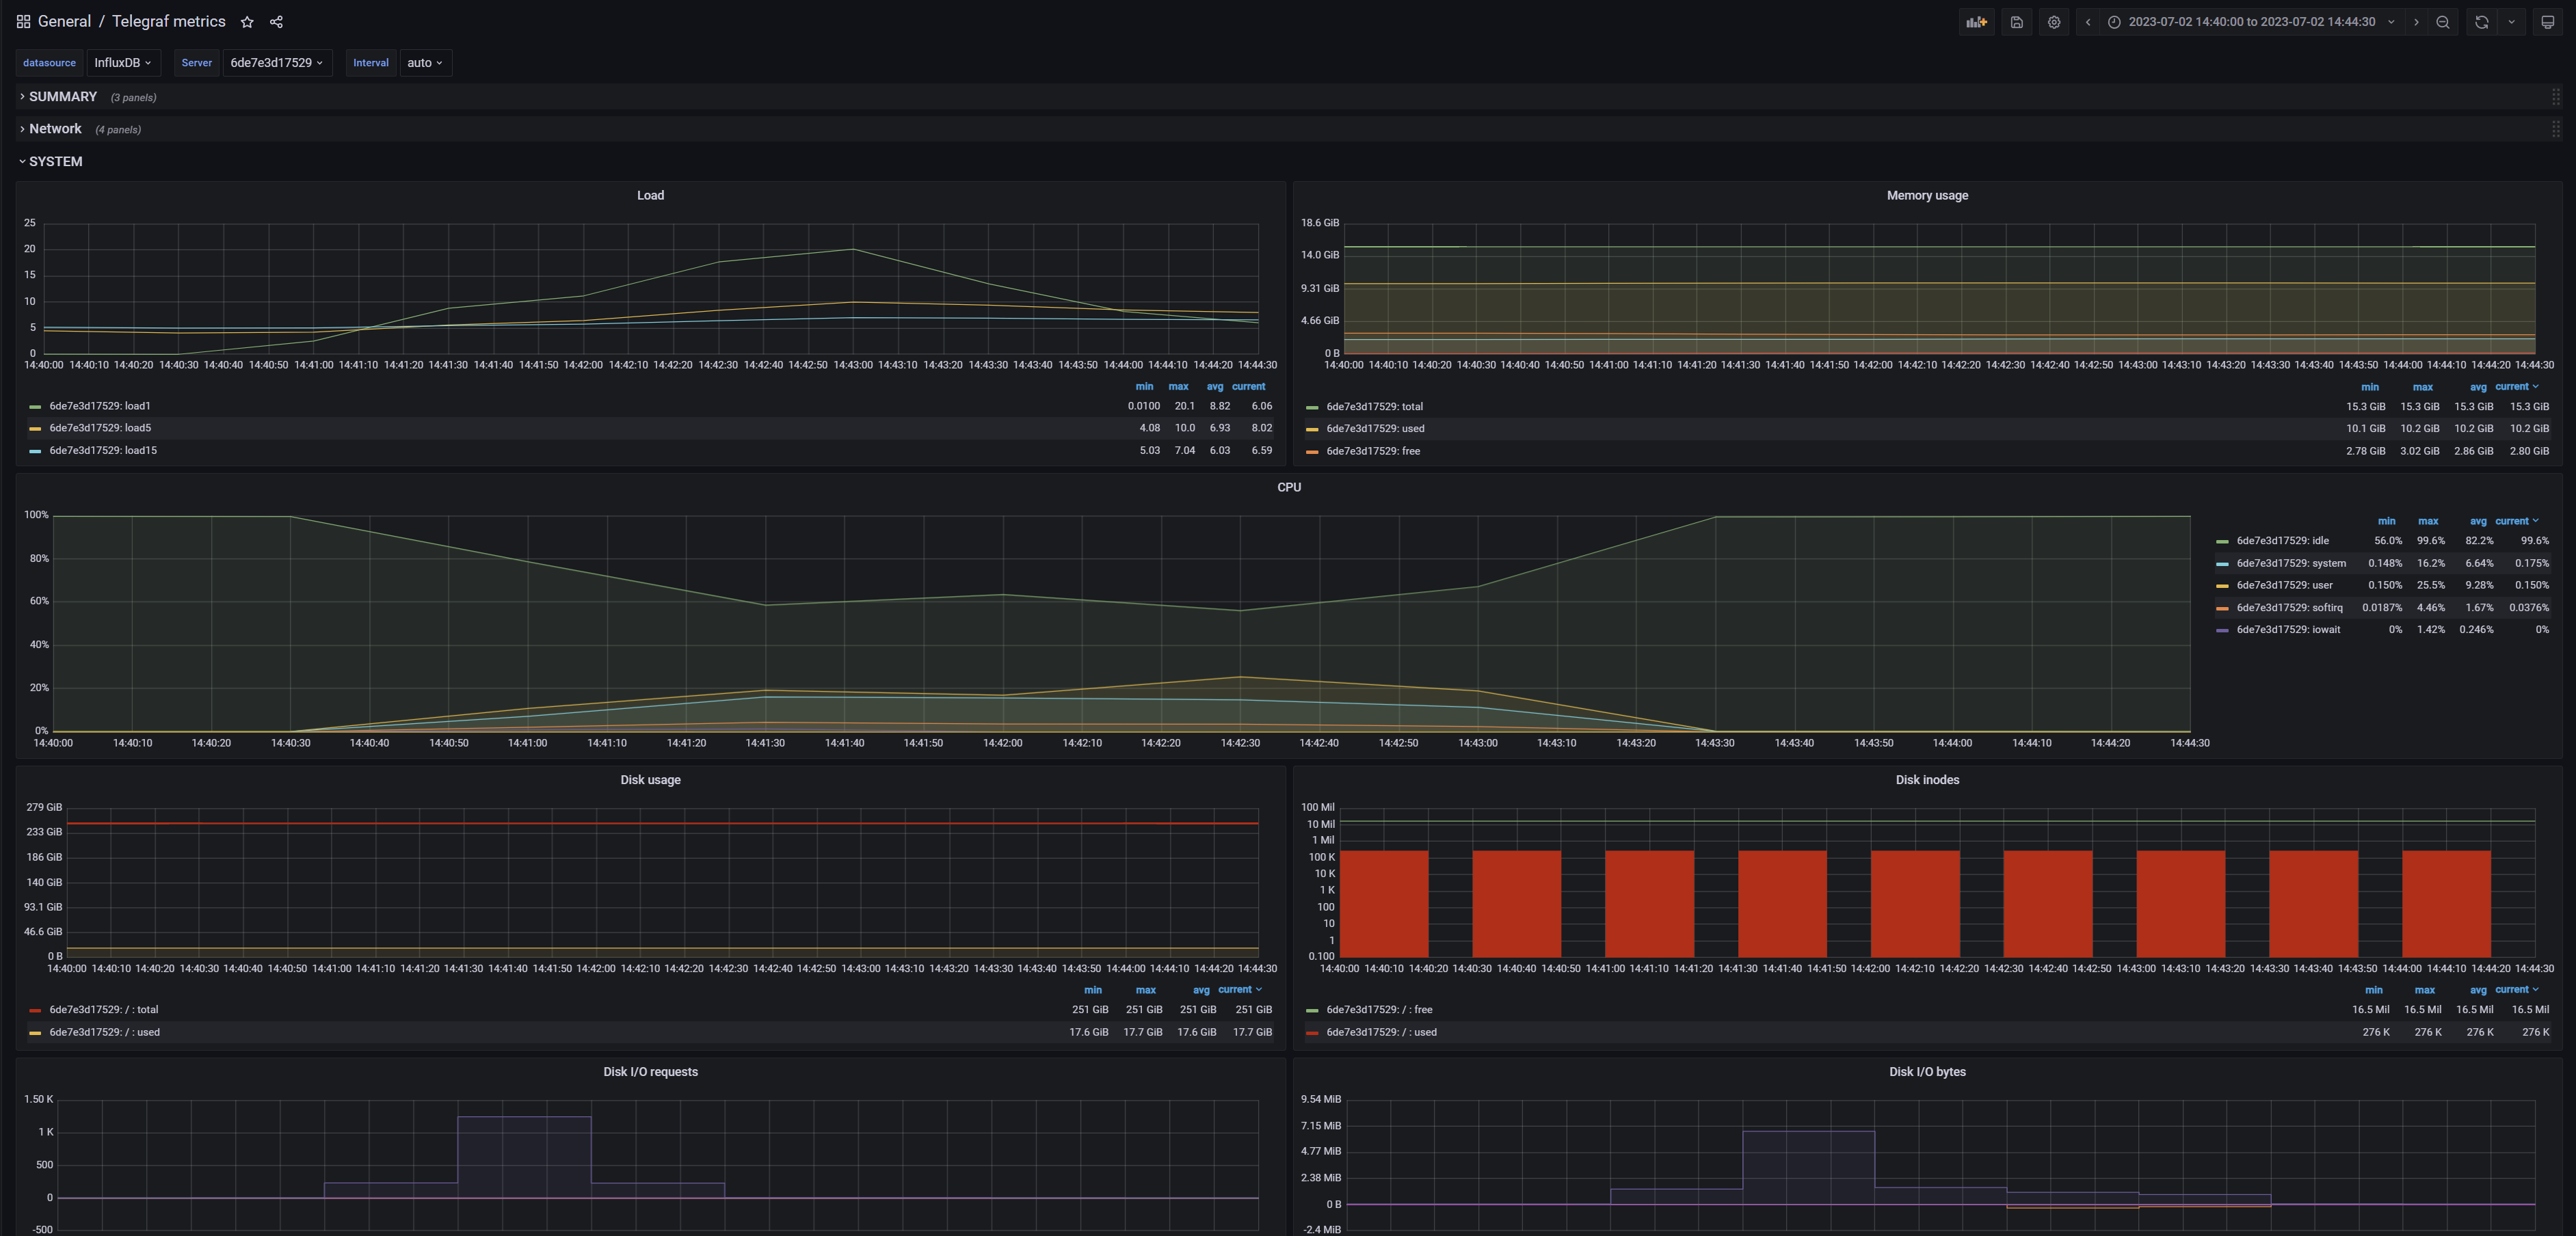 General / Telegraf metrics
2023-07-02 14:40:00 to 2023-07-02 14:44:30
datasource InfluxDB Server 6de7e3d17529 Interval auto
SUMMARY (3 panels)
Network (4 panels)
SYSTEM
Load
25
20
15
10
5
0
14:40:00 14:40:10 14:40:20 14:40:30 14:40:40 14:40:50 14:41:00 14:41:10 14:41:20 14:41:30 14:41:40 14:41:50 14:42:00 14:42:10 14:42:20 14:42:30 14:42:40 14:42:50 14:43:00 14:43:10 14:43:20 14:43:30 14:43:40 14:43:50 14:44:00 14:44:10 14:44:20 14:44:30
min max avg current
6de7e3d17529: load1 0.0100 20.1 8.82 6.06
6de7e3d17529: load5 4.08 10.0 6.93 8.02
6de7e3d17529: load15 5.03 7.04 6.03 6.59
Memory usage
18.6 GiB
14.0 GiB
9.31 GiB
4.66 GiB
0 B
14:40:00 14:40:10 14:40:20 14:40:30 14:40:40 14:40:50 14:41:00 14:41:10 14:41:20 14:41:30 14:41:40 14:41:50 14:42:00 14:42:10 14:42:20 14:42:30 14:42:40 14:42:50 14:43:00 14:43:10 14:43:20 14:43:30 14:43:40 14:43:50 14:44:00 14:44:10 14:44:20 14:44:30
min max avg current
6de7e3d17529: total 15.3 GiB 15.3 GiB 15.3 GiB 15.3 GiB
6de7e3d17529: used 10.1 GiB 10.2 GiB 10.2 GiB 10.2 GiB
6de7e3d17529: free 2.78 GiB 3.02 GiB 2.86 GiB 2.80 GiB
CPU
100%
80%
60%
40%
20%
0%
14:40:00 14:40:10 14:40:20 14:40:30 14:40:40 14:40:50 14:41:00 14:41:10 14:41:20 14:41:30 14:41:40 14:41:50 14:42:00 14:42:10 14:42:20 14:42:30 14:42:40 14:42:50 14:43:00 14:43:10 14:43:20 14:43:30 14:43:40 14:43:50 14:44:00 14:44:10 14:44:20 14:44:30
min max avg current
6de7e3d17529: idle 56.0% 99.6% 82.2% 99.6%
6de7e3d17529: system 0.148% 16.2% 6.64% 0.175%
6de7e3d17529: user 0.150% 25.5% 9.28% 0.150%
6de7e3d17529: softirq 0.0187% 4.46% 1.67% 0.0376%
6de7e3d17529: iowait 0% 1.42% 0.246% 0%
Disk usage
279 GiB
233 GiB
186 GiB
140 GiB
93.1 GiB
46.6 GiB
0 B
14:40:00 14:40:10 14:40:20 14:40:30 14:40:40 14:40:50 14:41:00 14:41:10 14:41:20 14:41:30 14:41:40 14:41:50 14:42:00 14:42:10 14:42:20 14:42:30 14:42:40 14:42:50 14:43:00 14:43:10 14:43:20 14:43:30 14:43:40 14:43:50 14:44:00 14:44:10 14:44:20 14:44:30
min max avg current
6de7e3d17529: / : total 251 GiB 251 GiB 251 GiB 251 GiB
6de7e3d17529: / : used 17.6 GiB 17.7 GiB 17.6 GiB 17.7 GiB
Disk inodes
100 Mil
10 Mil
1 Mil
100 K
10 K
1 K
100
10
1
0.100
14:40:00 14:40:10 14:40:20 14:40:30 14:40:40 14:40:50 14:41:00 14:41:10 14:41:20 14:41:30 14:41:40 14:41:50 14:42:00 14:42:10 14:42:20 14:42:30 14:42:40 14:42:50 14:43:00 14:43:10 14:43:20 14:43:30 14:43:40 14:43:50 14:44:00 14:44:10 14:44:20 14:44:30
min max avg current
6de7e3d17529: / : free 16.5 Mil 16.5 Mil 16.5 Mil 16.5 Mil
6de7e3d17529: / : used 276 K 276 K 276 K 276 K
Disk I/O requests
1.50 K
1 K
500
0
-500
Disk I/O bytes
9.54 MiB
7.15 MiB
4.77 MiB
2.38 MiB
0 B
-2.4 MiB